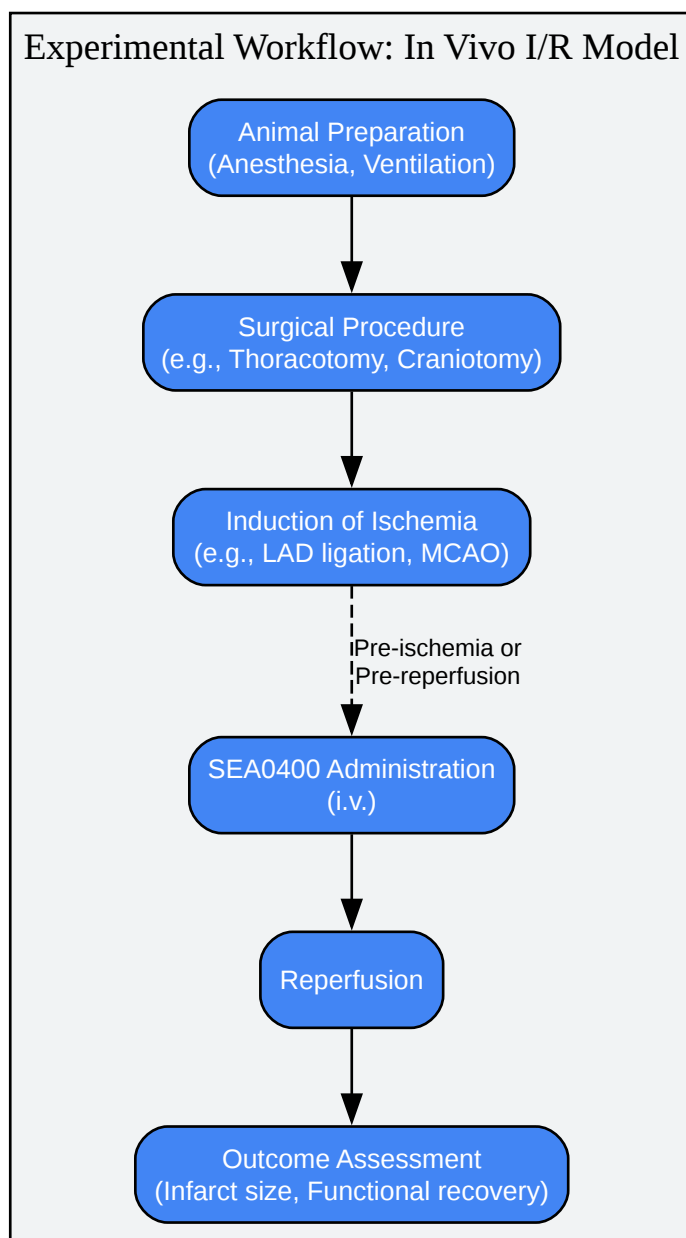 Experimental Workflow: In Vivo I/R Model
Animal Preparation
(Anesthesia, Ventilation)
Surgical Procedure
(e.g., Thoracotomy, Craniotomy)
Induction of Ischemia
(e.g., LAD ligation, MCAO)
Pre-ischemia or
Pre-reperfusion
SEA0400 Administration
(i.v.)
Reperfusion
Outcome Assessment
(Infarct size, Functional recovery)